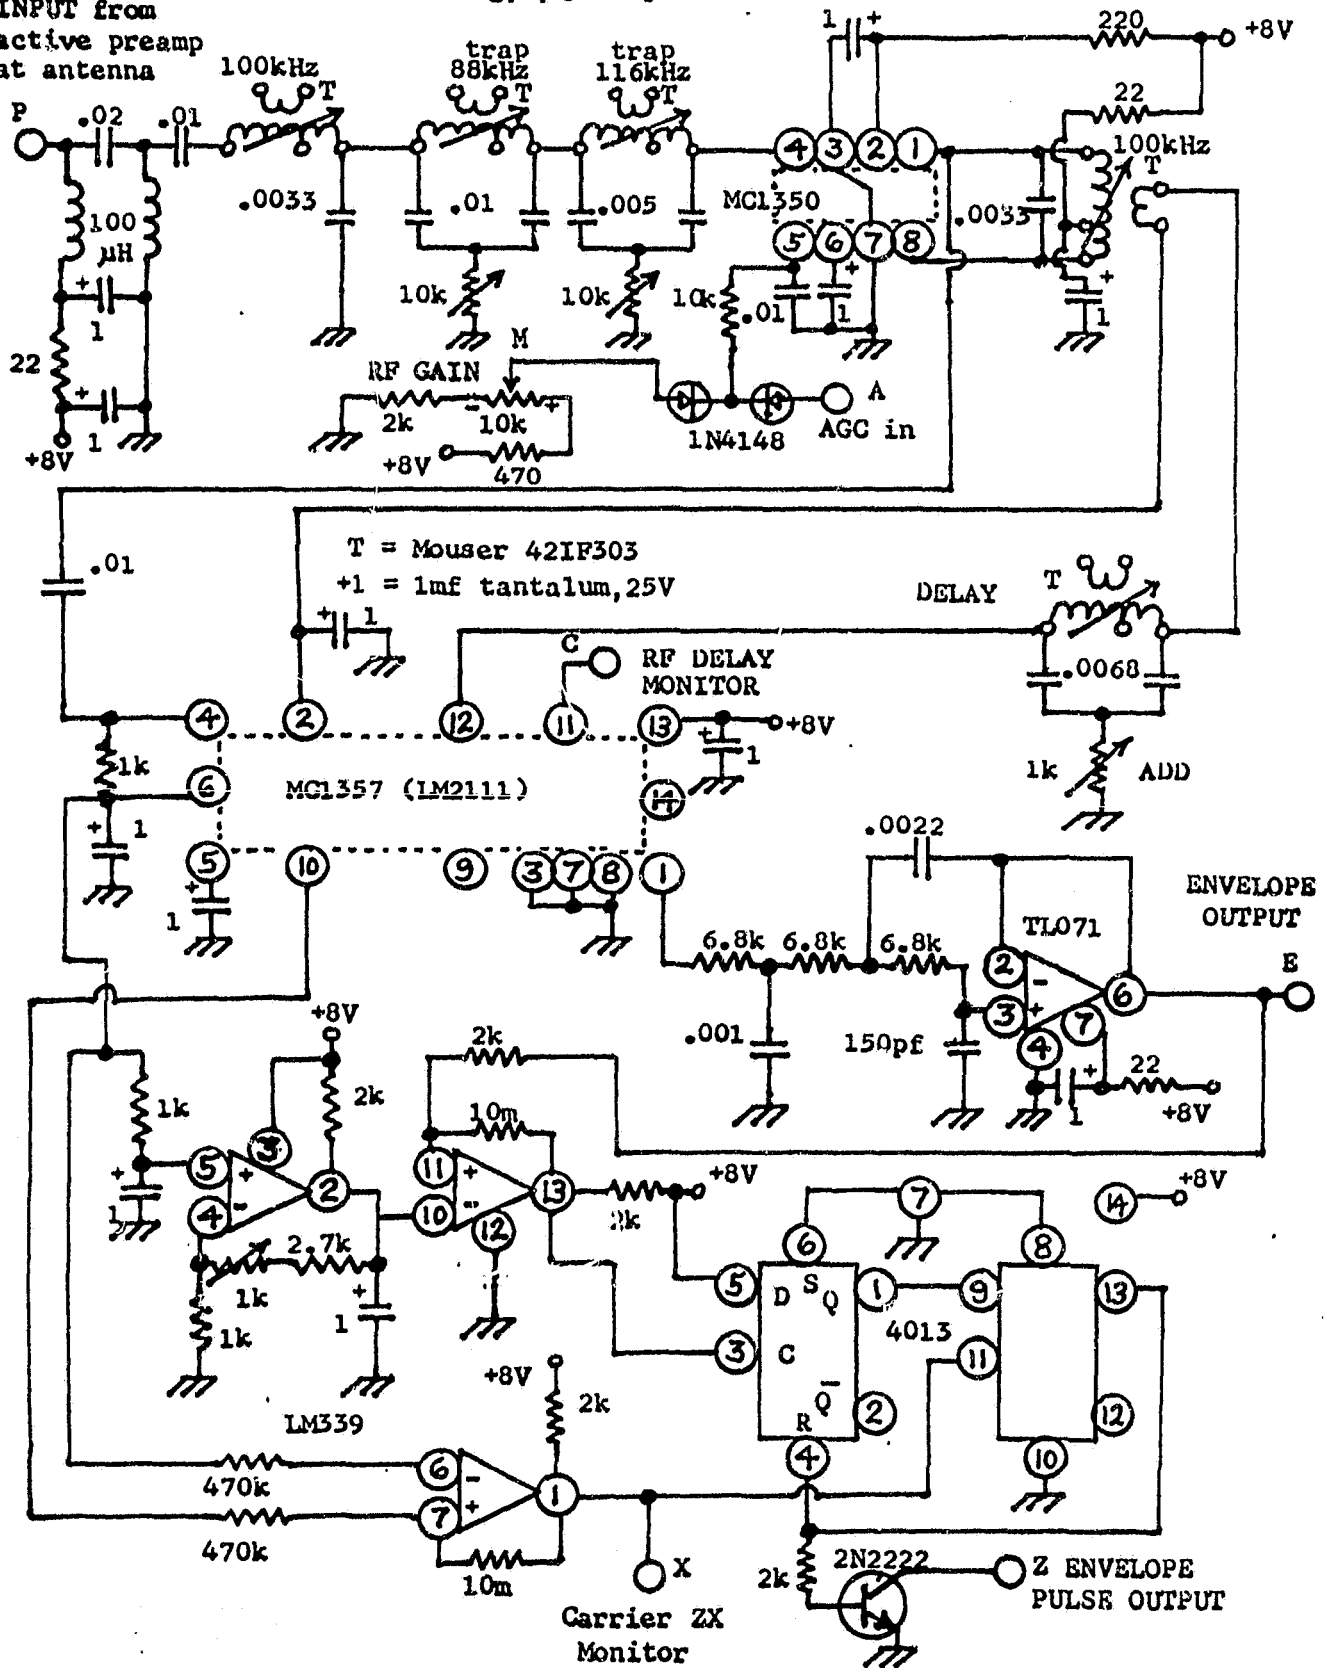 INPUT from
active preamp
at antenna
P
.02
.01
100kHz
T
trap
88kHz
T
trap
116kHz
T
1
+
220
+8V
22
100kHz
T
100
µH
.0033
.01
.005
4 3 2 1
MC1350
5 6 7 8
.0033
+
1
22
+
1
+8V
10k
10k
10k
.01
+
1
+
1
M
RF GAIN
2k
-
10k
+
+8V
470
1N4148
A
AGC in
T = Mouser 42IF303
+1 = 1mf tantalum,25V
.01
+
1
DELAY
T
.0068
1k
ADD
C
RF DELAY
MONITOR
4
2
12
11
13
+8V
+
1
1k
6
MC1357 (LM2111)
14
+
1
5
10
9
3
7
8
1
+
1
.0022
TL071
ENVELOPE
OUTPUT
E
6.8k
6.8k
6.8k
2
-
3
+
6
7
4
.001
150pf
+
1
22
+8V
+8V
2k
2k
1k
10m
+
1
5
+
4
-
3
2
11
+
10
-
13
12
2k
+8V
2.7k
1k
1k
+
1
LM339
7
14
+8V
6
8
5
D
S
Q
1
9
13
4013
3
C
11
Q
2
12
R
4
10
+8V
2k
470k
6
-
470k
7
+
1
10m
X
Carrier ZX
Monitor
2k
2N2222
Z ENVELOPE
PULSE OUTPUT